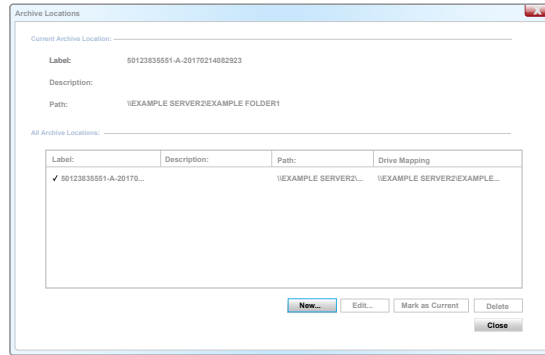 Archive Locations
Current Archive Location:
Label: 50123835551-A-20170214082923
Description:
Path: \\EXAMPLE SERVER2\EXAMPLE FOLDER1
All Archive Locations:
Label: Description: Path: Drive Mapping
✓ 50123835551-A-20170... \\EXAMPLE SERVER2\... \\EXAMPLE SERVER2\EXAMPLE...
New... Edit... Mark as Current Delete
Close